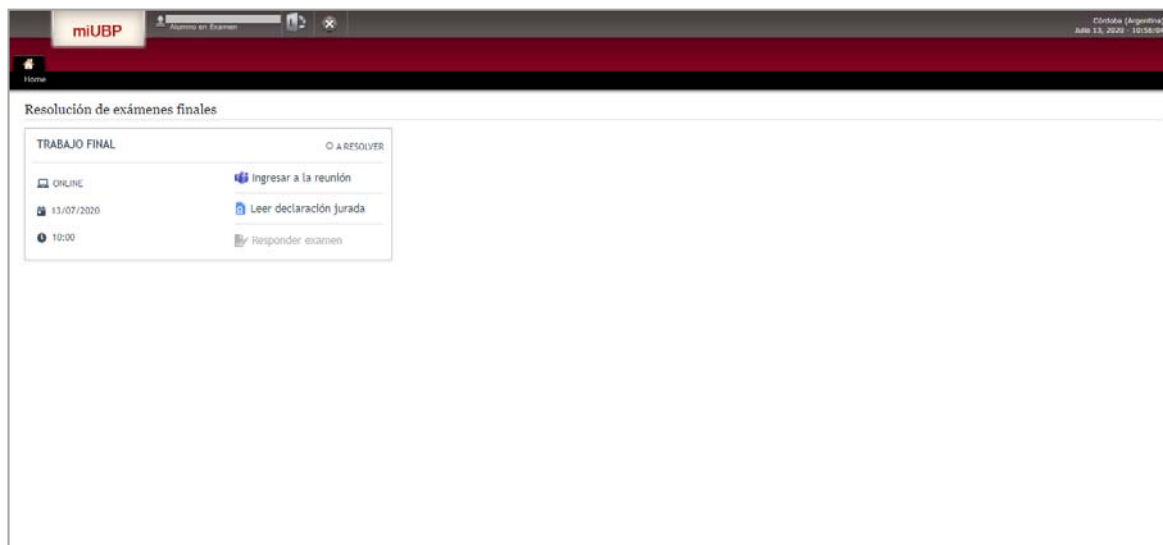 miUBP
Alumno en Examen
Córdoba (Argentina)
Julio 13, 2020 - 10:56:04
Home
Resolución de exámenes finales
TRABAJO FINAL
A RESOLVER
ONLINE
Ingresar a la reunión
13/07/2020
Leer declaración jurada
10:00
Responder examen